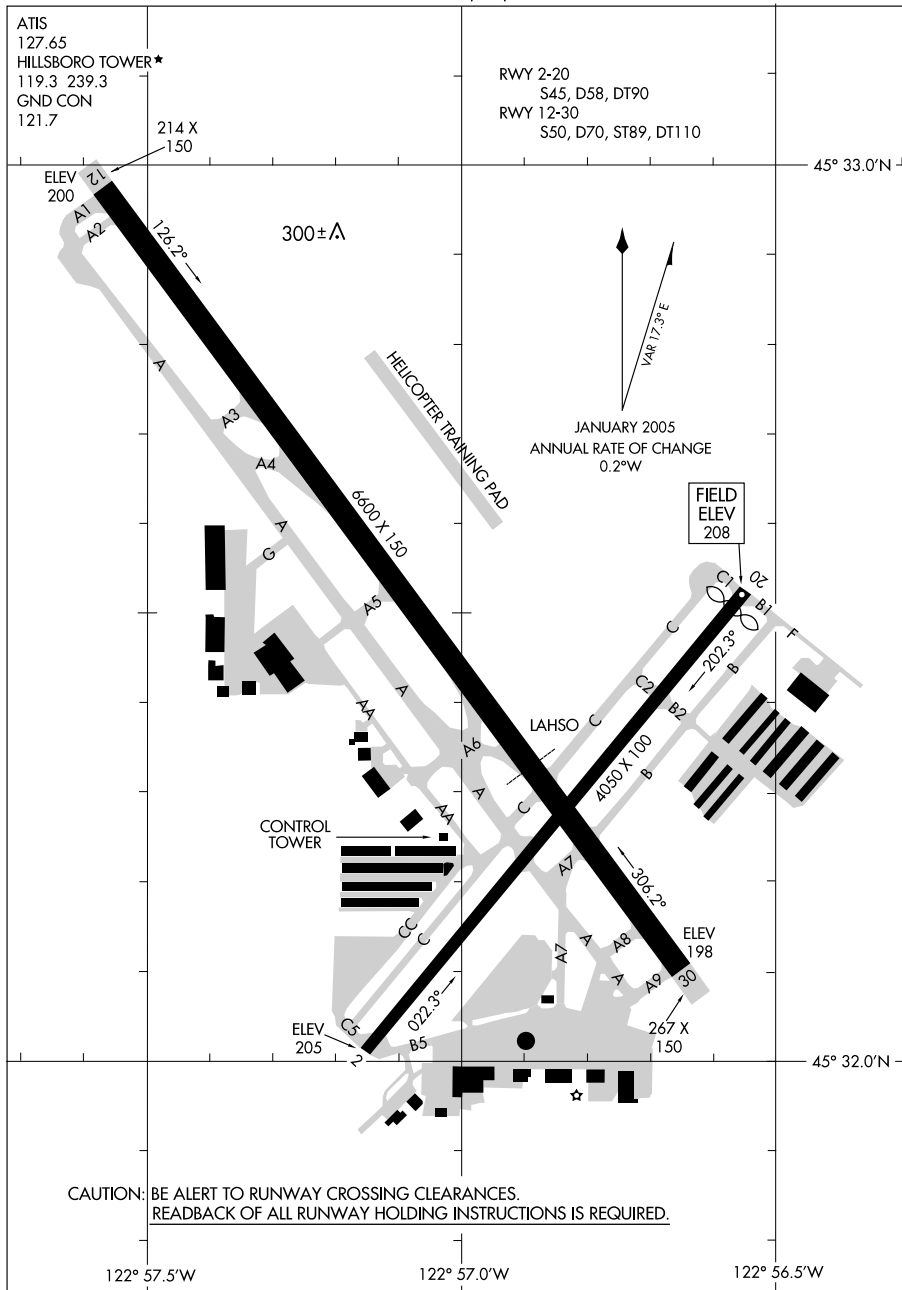 ATIS
127.65
HILLSBORO TOWER★
119.3 239.3
GND CON
121.7
RWY 2-20
S45, D58, DT90
RWY 12-30
S50, D70, ST89, DT110
214 X
150
45° 33.0'N
ELEV
200
12
A1
A2
126.2°
300±
VAR 17.3° E
JANUARY 2005
ANNUAL RATE OF CHANGE
0.2°W
HELICOPTER TRAINING PAD
A
A3
A4
6600 X 150
FIELD
ELEV
208
A
G
C1
20
B1
F
A5
C
202.3°
B
A
C2
AA
B2
C
LAHSO
A6
4050 X 100
B
A
C
AA
CONTROL
TOWER
A7
306.2°
CC
C
A7
A
A8
ELEV
198
A
A9
30
022.3°
267 X
150
C5
ELEV
205
B5
2
45° 32.0'N
CAUTION: BE ALERT TO RUNWAY CROSSING CLEARANCES.
READBACK OF ALL RUNWAY HOLDING INSTRUCTIONS IS REQUIRED.
122° 57.5'W
122° 57.0'W
122° 56.5'W